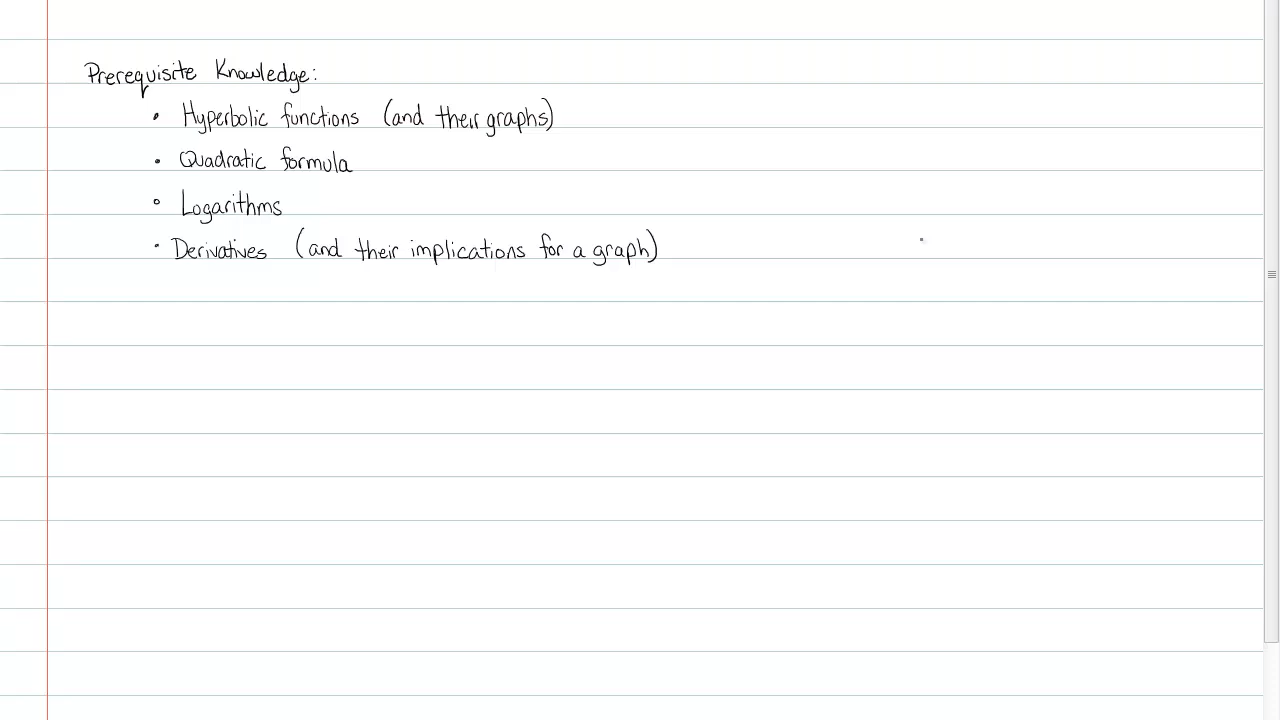 Prerequisite Knowledge:
• Hyperbolic functions (and their graphs)
• Quadratic formula
• Logarithms
• Derivatives (and their implications for a graph)